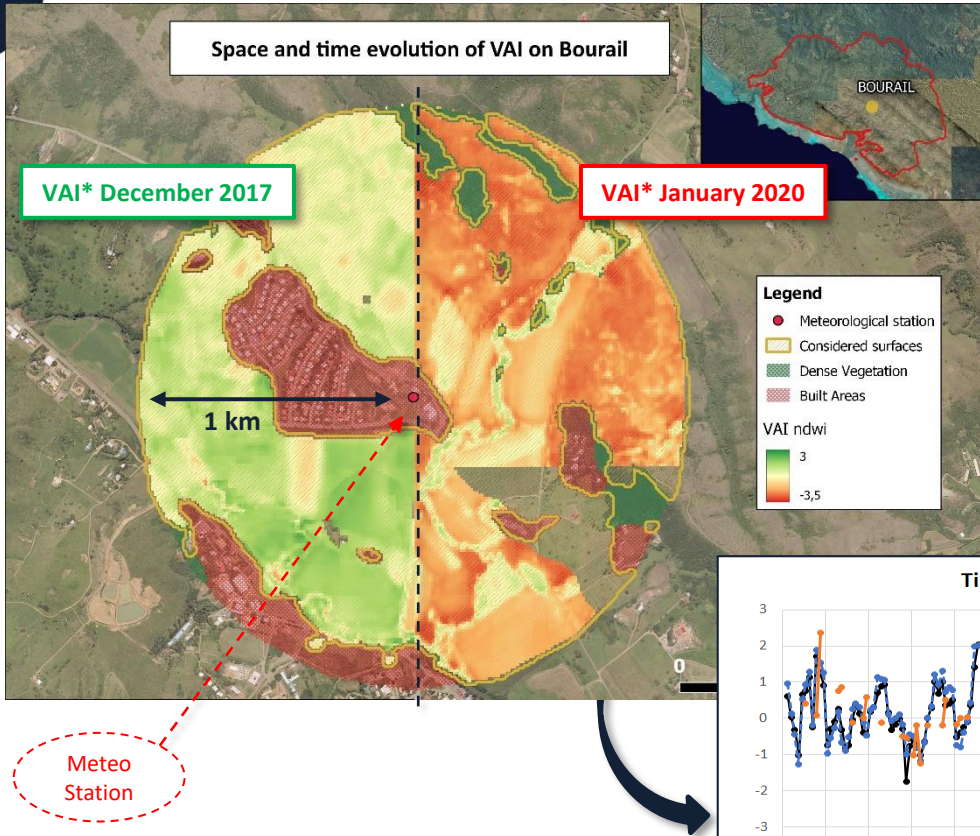 Space and time evolution of VAI on Bourail
BOURAIL
VAI* December 2017
VAI* January 2020
Legend
Meteorological station
Considered surfaces
Dense Vegetation
Built Areas
VAI ndwi
3
-3,5
1 km
0
Meteo
Station
Ti
3
2
1
0
-1
-2
-3